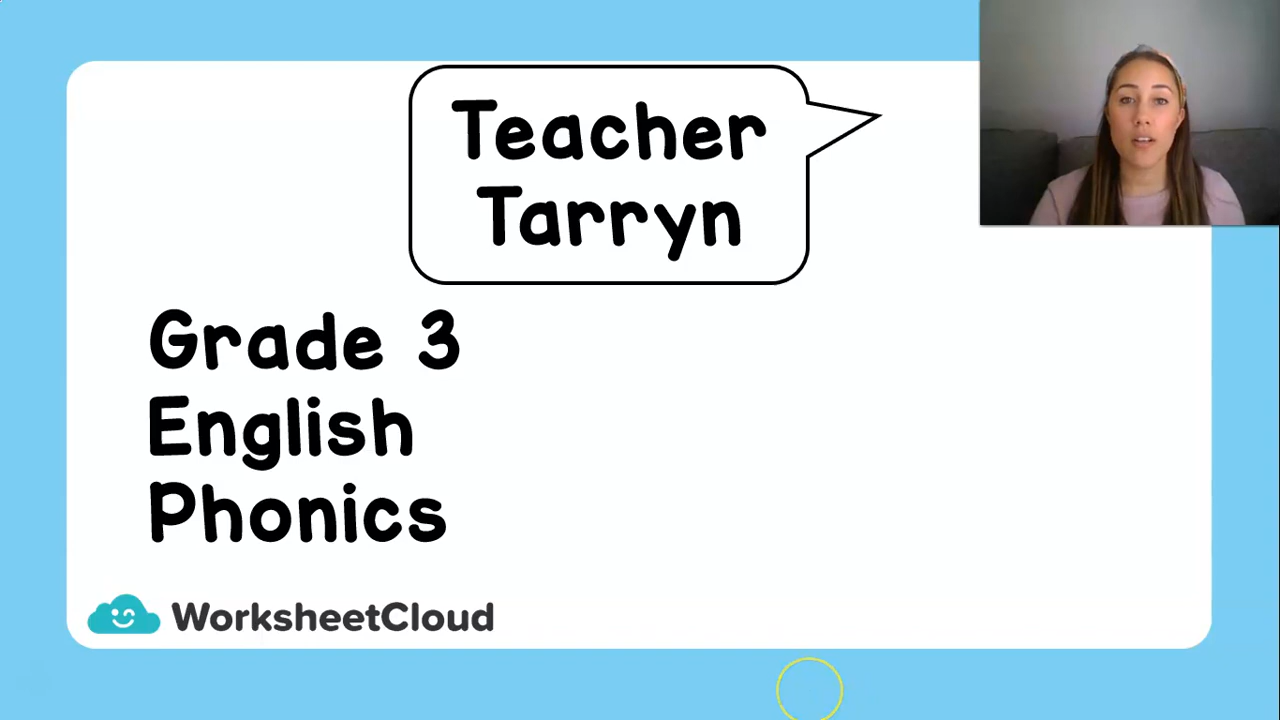 Teacher
Tarryn
Grade 3
English
Phonics
WorksheetCloud